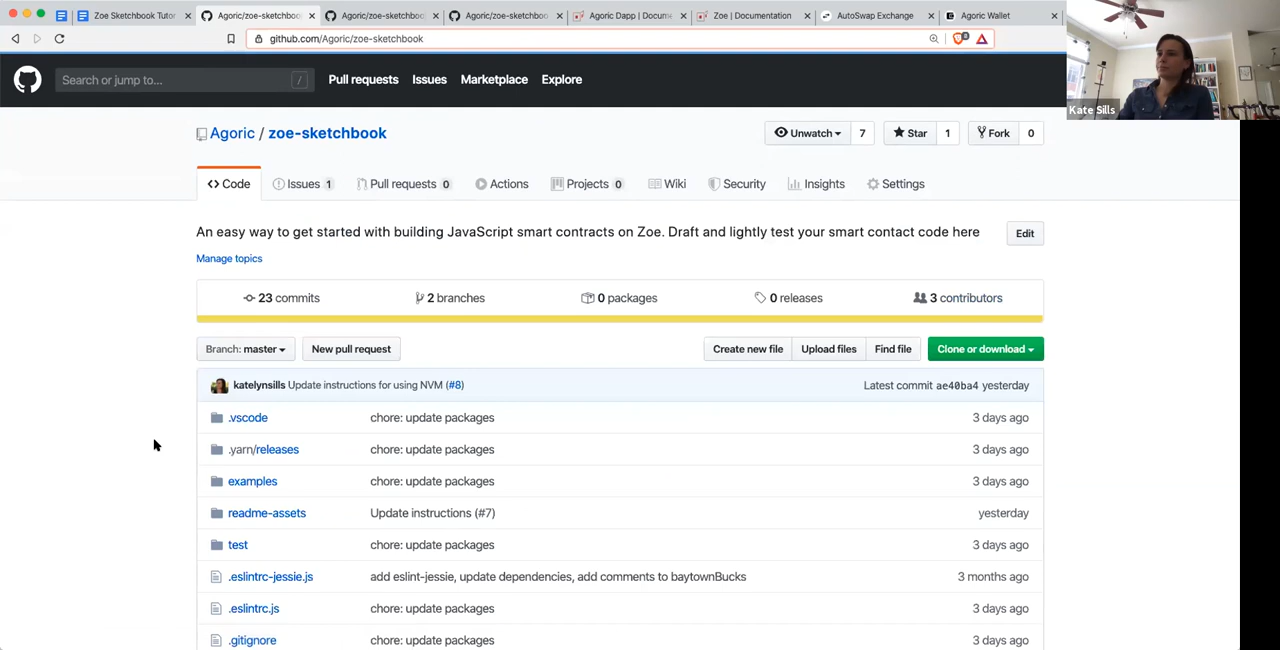 Zoe Sketchbook Tutor
Agoric/zoe-sketchboo
Agoric/zoe-sketchboo
Agoric/zoe-sketchboo
Agoric Dapp | Docume
Zoe | Documentation
AutoSwap Exchange
Agoric Wallet
github.com/Agoric/zoe-sketchbook
Kate Sills
Search or jump to... /
Pull requests Issues Marketplace Explore
Agoric / zoe-sketchbook
Unwatch 7 Star 1 Fork 0
Code Issues 1 Pull requests 0 Actions Projects 0 Wiki Security Insights Settings
An easy way to get started with building JavaScript smart contracts on Zoe. Draft and lightly test your smart contact code here
Edit
Manage topics
23 commits 2 branches 0 packages 0 releases 3 contributors
Branch: master New pull request Create new file Upload files Find file Clone or download
katelynsills Update instructions for using NVM (#8) Latest commit ae40ba4 yesterday
.vscode chore: update packages 3 days ago
.yarn/releases chore: update packages 3 days ago
examples chore: update packages 3 days ago
readme-assets Update instructions (#7) yesterday
test chore: update packages 3 days ago
.eslintrc-jessie.js add eslint-jessie, update dependencies, add comments to baytownBucks 3 months ago
.eslintrc.js chore: update packages 3 days ago
.gitignore chore: update packages 3 days ago